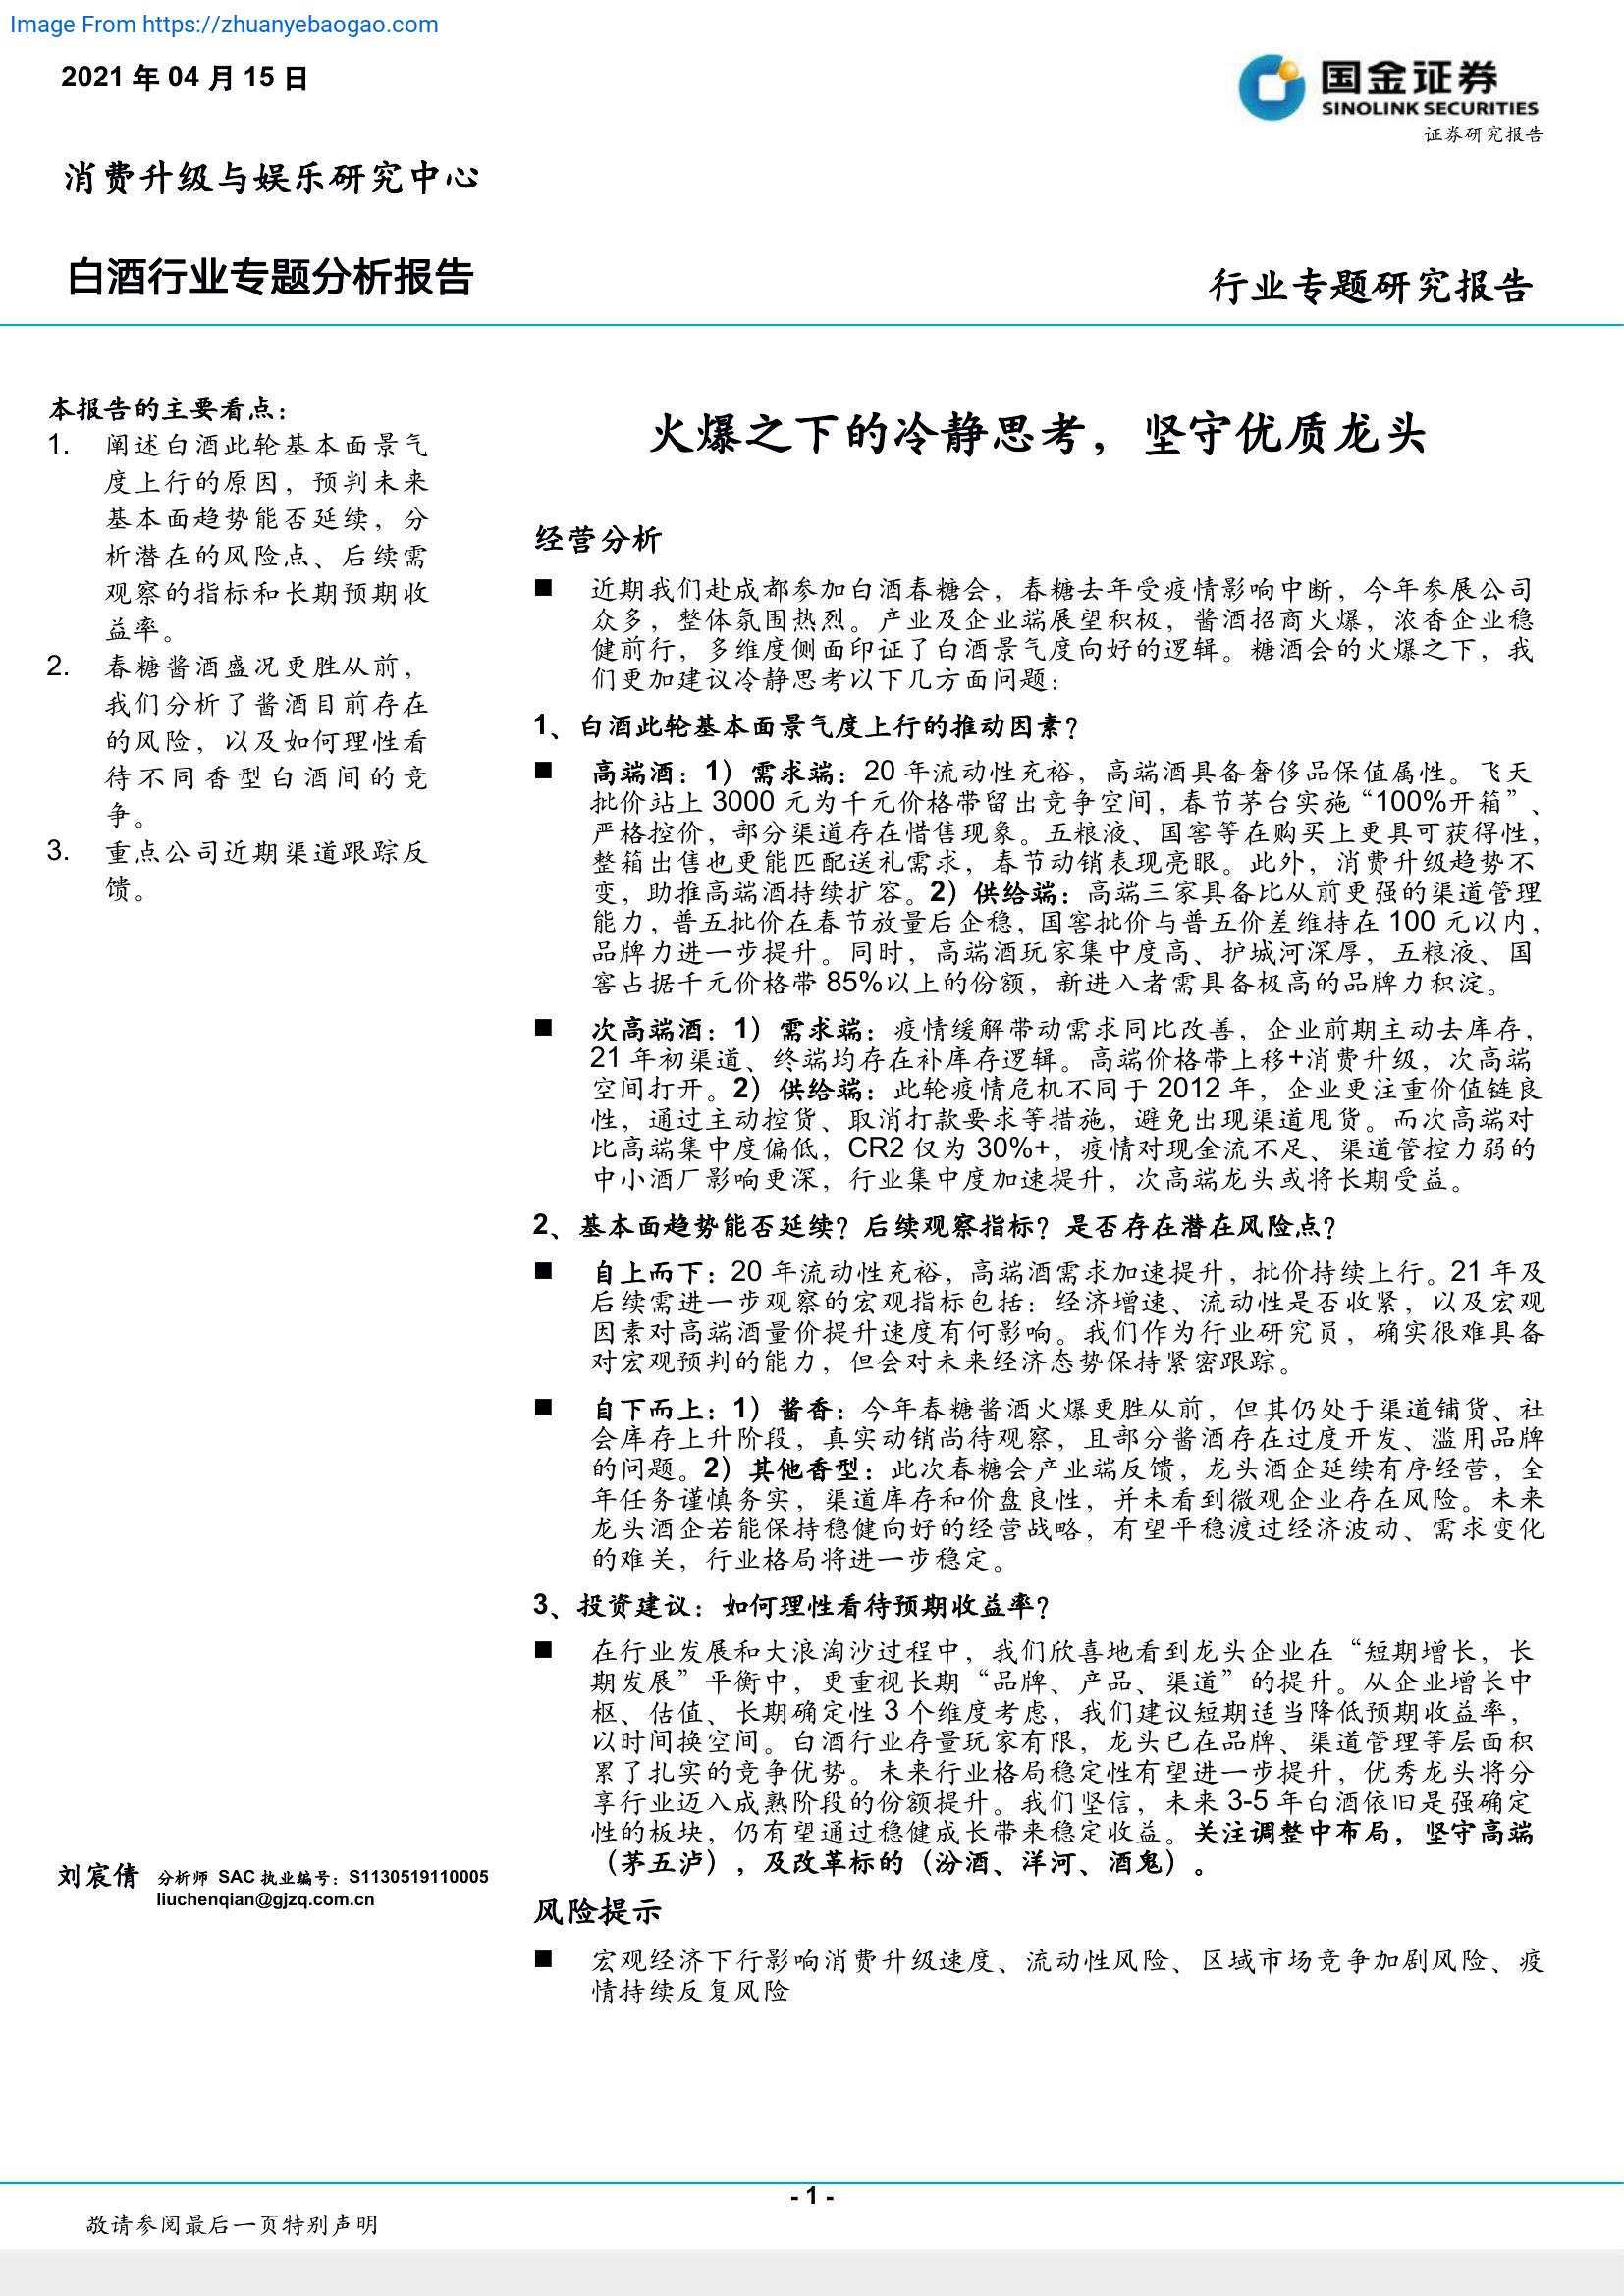 Image From https://zhuanyebaogao.com
2021 年 04 月 15 日
国金证券
SINOLINK SECURITIES
证券研究报告
消费升级与娱乐研究中心
白酒行业专题分析报告
行业专题研究报告
本报告的主要看点：
1. 阐述白酒此轮基本面景气
度上行的原因，预判未来
基本面趋势能否延续，分
析潜在的风险点、后续需
观察的指标和长期预期收
益率。
2. 春糖酱酒盛况更胜从前，
我们分析了酱酒目前存在
的风险，以及如何理性看
待不同香型白酒间的竞
争。
3. 重点公司近期渠道跟踪反
馈。
刘宸倩 分析师 SAC 执业编号：S1130519110005
liuchenqian@gjzq.com.cn
火爆之下的冷静思考，坚守优质龙头
经营分析
■ 近期我们赴成都参加白酒春糖会，春糖去年受疫情影响中断，今年参展公司
众多，整体氛围热烈。产业及企业端展望积极，酱酒招商火爆，浓香企业稳
健前行，多维度侧面印证了白酒景气度向好的逻辑。糖酒会的火爆之下，我
们更加建议冷静思考以下几方面问题：
1、白酒此轮基本面景气度上行的推动因素？
■ 高端酒：1）需求端：20 年流动性充裕，高端酒具备奢侈品保值属性。飞天
批价站上 3000 元为千元价格带留出竞争空间，春节茅台实施“100%开箱”、
严格控价，部分渠道存在惜售现象。五粮液、国窖等在购买上更具可获得性，
整箱出售也更能匹配送礼需求，春节动销表现亮眼。此外，消费升级趋势不
变，助推高端酒持续扩容。2）供给端：高端三家具备比从前更强的渠道管理
能力，普五批价在春节放量后企稳，国窖批价与普五价差维持在 100 元以内，
品牌力进一步提升。同时，高端酒玩家集中度高、护城河深厚，五粮液、国
窖占据千元价格带 85%以上的份额，新进入者需具备极高的品牌力积淀。
■ 次高端酒：1）需求端：疫情缓解带动需求同比改善，企业前期主动去库存，
21 年初渠道、终端均存在补库存逻辑。高端价格带上移+消费升级，次高端
空间打开。2）供给端：此轮疫情危机不同于 2012 年，企业更注重价值链良
性，通过主动控货、取消打款要求等措施，避免出现渠道甩货。而次高端对
比高端集中度偏低，CR2 仅为 30%+，疫情对现金流不足、渠道管控力弱的
中小酒厂影响更深，行业集中度加速提升，次高端龙头或将长期受益。
2、基本面趋势能否延续？后续观察指标？是否存在潜在风险点？
■ 自上而下：20 年流动性充裕，高端酒需求加速提升，批价持续上行。21 年及
后续需进一步观察的宏观指标包括：经济增速、流动性是否收紧，以及宏观
因素对高端酒量价提升速度有何影响。我们作为行业研究员，确实很难具备
对宏观预判的能力，但会对未来经济态势保持紧密跟踪。
■ 自下而上：1）酱香：今年春糖酱酒火爆更胜从前，但其仍处于渠道铺货、社
会库存上升阶段，真实动销尚待观察，且部分酱酒存在过度开发、滥用品牌
的问题。2）其他香型：此次春糖会产业端反馈，龙头酒企延续有序经营，全
年任务谨慎务实，渠道库存和价盘良性，并未看到微观企业存在风险。未来
龙头酒企若能保持稳健向好的经营战略，有望平稳渡过经济波动、需求变化
的难关，行业格局将进一步稳定。
3、投资建议：如何理性看待预期收益率？
■ 在行业发展和大浪淘沙过程中，我们欣喜地看到龙头企业在“短期增长，长
期发展”平衡中，更重视长期“品牌、产品、渠道”的提升。从企业增长中
枢、估值、长期确定性 3 个维度考虑，我们建议短期适当降低预期收益率，
以时间换空间。白酒行业存量玩家有限，龙头已在品牌、渠道管理等层面积
累了扎实的竞争优势。未来行业格局稳定性有望进一步提升，优秀龙头将分
享行业迈入成熟阶段的份额提升。我们坚信，未来 3-5 年白酒依旧是强确定
性的板块，仍有望通过稳健成长带来稳定收益。关注调整中布局，坚守高端
（茅五泸），及改革标的（汾酒、洋河、酒鬼）。
风险提示
■ 宏观经济下行影响消费升级速度、流动性风险、区域市场竞争加剧风险、疫
情持续反复风险
- 1 -
敬请参阅最后一页特别声明